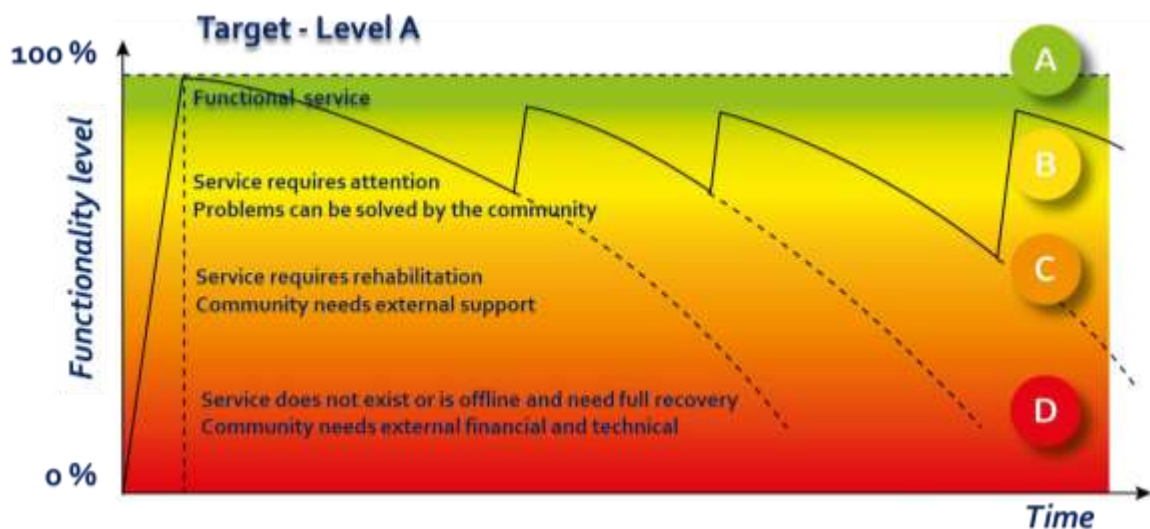 Target - Level A
100 %
A
Functional service
B
Service requires attention
Problems can be solved by the community
Functionality level
C
Service requires rehabilitation
Community needs external support
D
Service does not exist or is offline and need full recovery
Community needs external financial and technical
0 %
Time